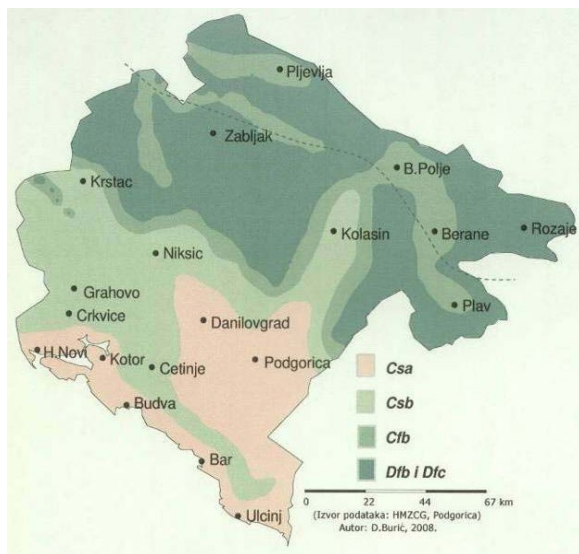 Pljevlja
Zabljak
B.Polje
Krstac
Kolasin
Berane
Rozaje
Niksic
Grahovo
Plav
Crkvice
Danilovgrad
H.Novi
Kotor
Cetinje
Podgorica
Budva
Bar
Ulcinj
Csa
Csb
Cfb
Dfb i Dfc
0 22 44 67 km
(Izvor podataka: HMZCG, Podgorica)
Autor: D.Burić, 2008.